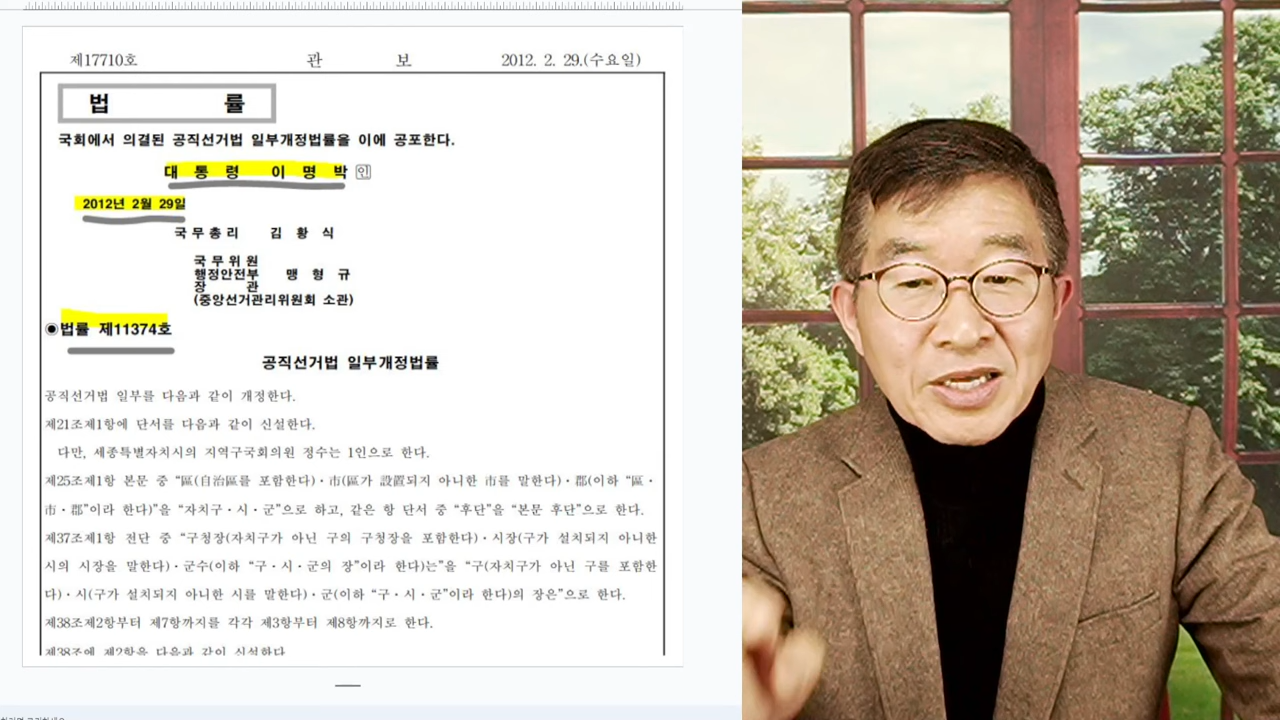 제17710호 관 보 2012. 2. 29.(수요일)
법 률
국회에서 의결된 공직선거법 일부개정법률을 이에 공포한다.
대 통 령 이 명 박 인
2012년 2월 29일
국무총리 김 황 식
국무위원
행정안전부 맹 형 규
장 관
(중앙선거관리위원회 소관)
◉법률 제11374호
공직선거법 일부개정법률
공직선거법 일부를 다음과 같이 개정한다.
제21조제1항에 단서를 다음과 같이 신설한다.
다만, 세종특별자치시의 지역구국회의원 정수는 1인으로 한다.
제25조제1항 본문 중 “區(自治區를 포함한다)·市(區가 設置되지 아니한 市를 말한다)·郡(이하 “區·
市·郡”이라 한다)”을 “자치구·시·군”으로 하고, 같은 항 단서 중 “후단”을 “본문 후단”으로 한다.
제37조제1항 전단 중 “구청장(자치구가 아닌 구의 구청장을 포함한다)·시장(구가 설치되지 아니한
시의 시장을 말한다)·군수(이하 “구·시·군의 장”이라 한다)는”을 “구(자치구가 아닌 구를 포함한
다)·시(구가 설치되지 아니한 시를 말한다)·군(이하 “구·시·군”이라 한다)의 장은”으로 한다.
제38조제2항부터 제7항까지를 각각 제3항부터 제8항까지로 한다.
제38조에 제2항을 다음과 같이 신설한다